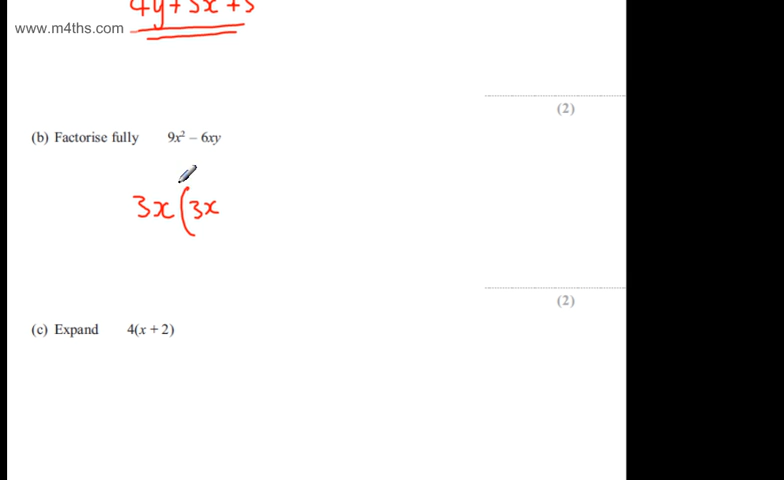 4y + 3x + 5
www.m4ths.com
(2)
(b) Factorise fully 9x² – 6xy
3x(3x
(2)
(c) Expand 4(x + 2)